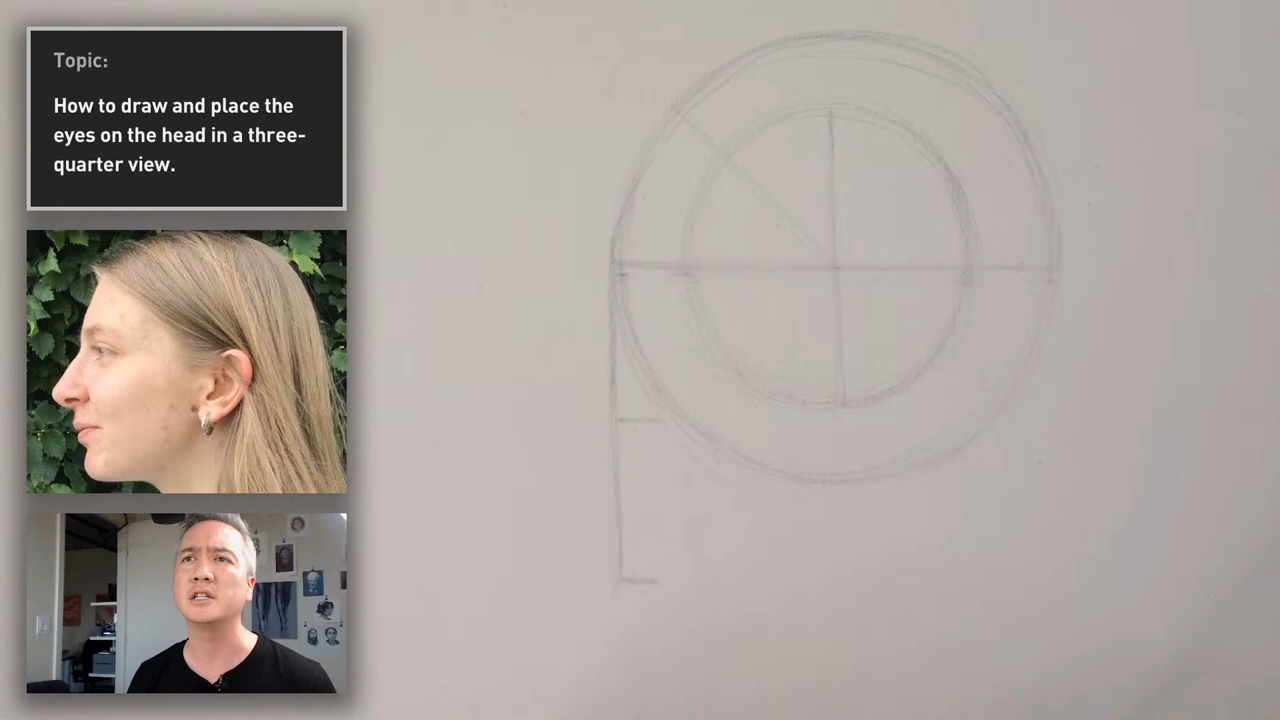 Topic:
How to draw and place the
eyes on the head in a three-
quarter view.